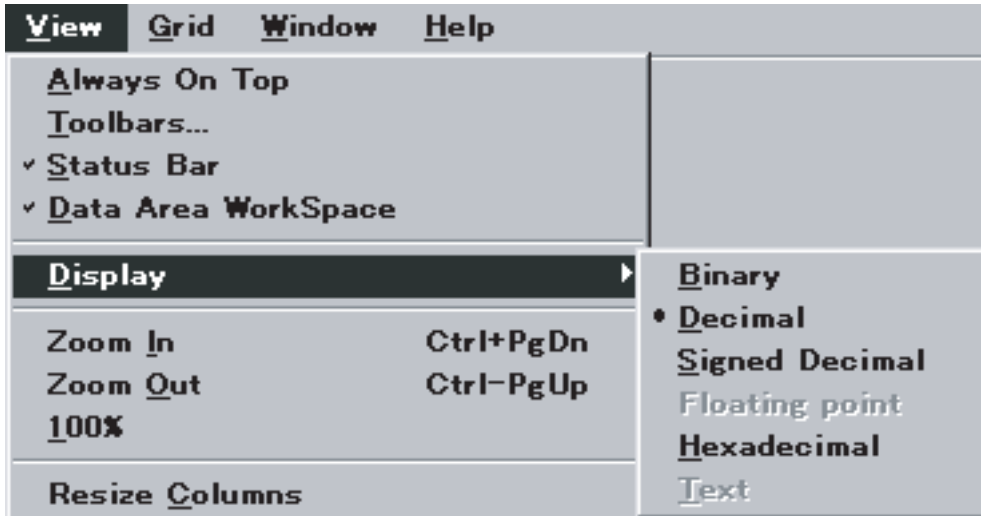 View Grid Window Help
Always On Top
Toolbars...
Status Bar
Data Area WorkSpace
Display
Zoom In Ctrl+PgDn
Zoom Out Ctrl-PgUp
100%
Resize Columns
Binary
Decimal
Signed Decimal
Floating point
Hexadecimal
Text